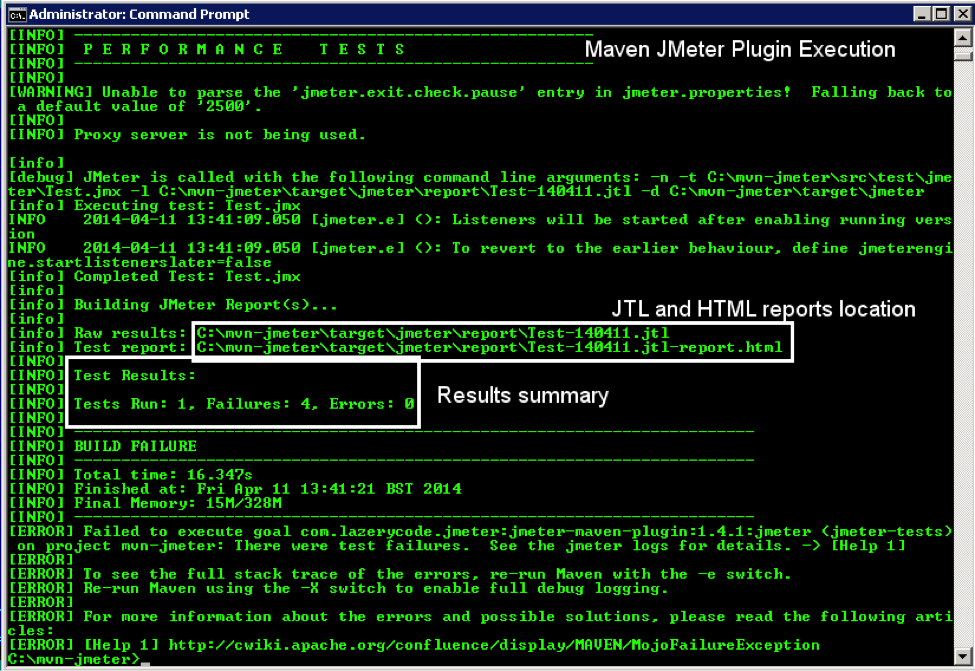 Administrator: Command Prompt
[INFO] -------------------------------------------------------
[INFO]  P E R F O R M A N C E    T E S T S
Maven JMeter Plugin Execution
[INFO] -------------------------------------------------------
[INFO]
[WARNING] Unable to parse the 'jmeter.exit.check.pause' entry in jmeter.properties!  Falling back to
 a default value of '2500'.
[INFO]
[INFO] Proxy server is not being used.
[info]
[debug] JMeter is called with the following command line arguments: -n -t C:\mvn-jmeter\src\test\jme
ter\Test.jmx -l C:\mvn-jmeter\target\jmeter\report\Test-140411.jtl -d C:\mvn-jmeter\target\jmeter
[info] Executing test: Test.jmx
INFO    2014-04-11 13:41:09.050 [jmeter.e] (): Listeners will be started after enabling running vers
ion
INFO    2014-04-11 13:41:09.050 [jmeter.e] (): To revert to the earlier behaviour, define jmeterengi
ne.startlistenerslater=false
[info] Completed Test: Test.jmx
[info]
[info] Building JMeter Report(s)...
JTL and HTML reports location
[info]
[info] Raw results: C:\mvn-jmeter\target\jmeter\report\Test-140411.jtl
[info] Test report: C:\mvn-jmeter\target\jmeter\report\Test-140411.jtl-report.html
[INFO]
[INFO] Test Results:
[INFO]
[INFO] Tests Run: 1, Failures: 4, Errors: 0
Results summary
[INFO]
[INFO] ------------------------------------------------------------------------
[INFO] BUILD FAILURE
[INFO] ------------------------------------------------------------------------
[INFO] Total time: 16.347s
[INFO] Finished at: Fri Apr 11 13:41:21 BST 2014
[INFO] Final Memory: 15M/328M
[INFO] ------------------------------------------------------------------------
[ERROR] Failed to execute goal com.lazerycode.jmeter:jmeter-maven-plugin:1.4.1:jmeter (jmeter-tests)
 on project mvn-jmeter: There were test failures.  See the jmeter logs for details. -> [Help 1]
[ERROR]
[ERROR] To see the full stack trace of the errors, re-run Maven with the -e switch.
[ERROR] Re-run Maven using the -X switch to enable full debug logging.
[ERROR]
[ERROR] For more information about the errors and possible solutions, please read the following arti
cles:
[ERROR] [Help 1] http://cwiki.apache.org/confluence/display/MAVEN/MojoFailureException
C:\mvn-jmeter>_